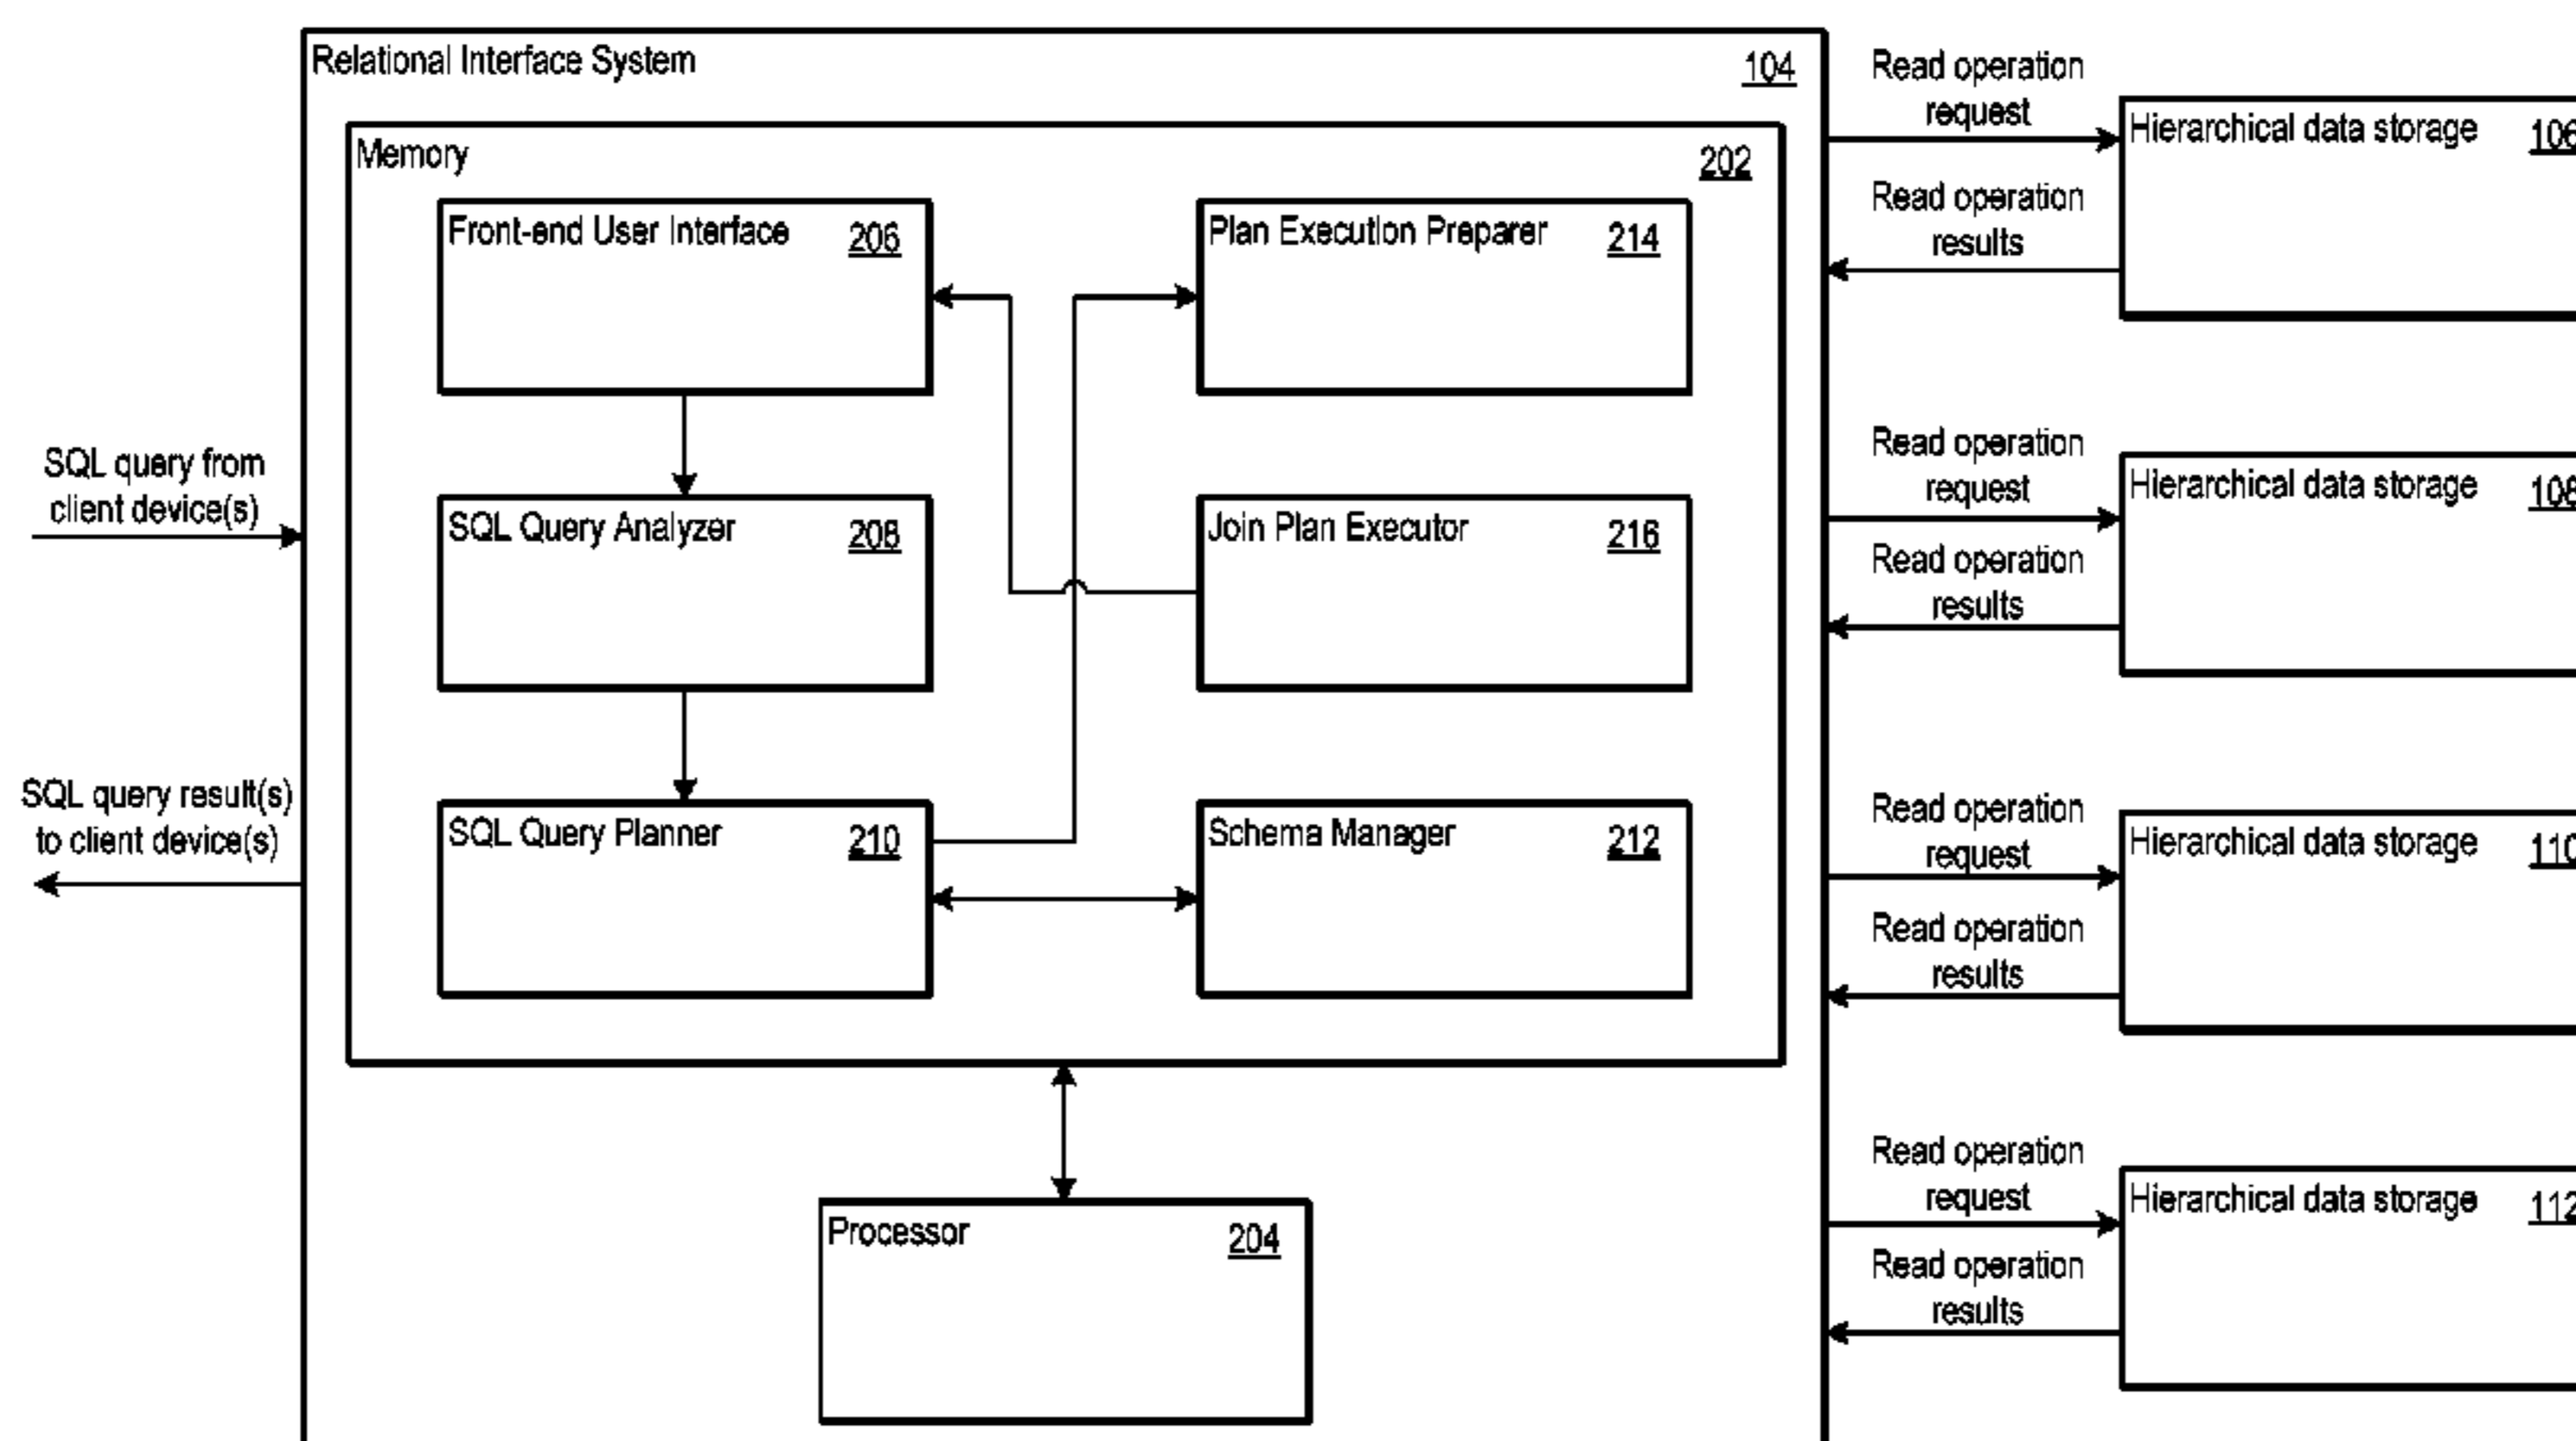 Relational Interface System
104
Memory
202
Front-end User Interface
206
Plan Execution Preparer
214
SQL Query Analyzer
208
Join Plan Executor
216
SQL Query Planner
210
Schema Manager
212
Processor
204
SQL query from
client device(s)
SQL query result(s)
to client device(s)
Read operation
request
Read operation
results
Hierarchical data storage
106
Read operation
request
Read operation
results
Hierarchical data storage
108
Read operation
request
Read operation
results
Hierarchical data storage
110
Read operation
request
Read operation
results
Hierarchical data storage
112